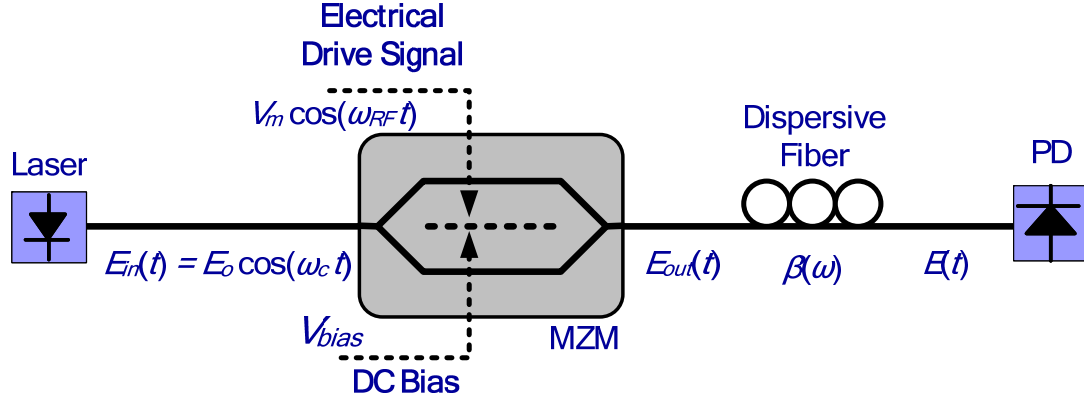 Electrical
Drive Signal
Vm cos(ωRF t)
Laser
Dispersive
Fiber
PD
Ein(t) = Eo cos(ωc t)
Eout(t)
β(ω)
E(t)
Vbias
MZM
DC Bias